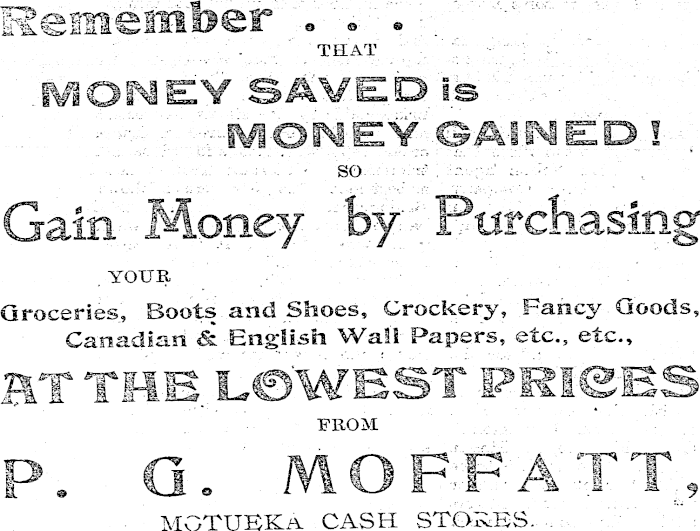 Remember . . .
THAT
MONEY SAVED is
MONEY GAINED !
SO
Gain Money by Purchasing
YOUR
Groceries, Boots and Shoes, Crockery, Fancy Goods,
Canadian & English Wall Papers, etc., etc.,
AT THE LOWEST PRICES
FROM
P. G. MOFFATT,
MOTUEKA CASH STORES.